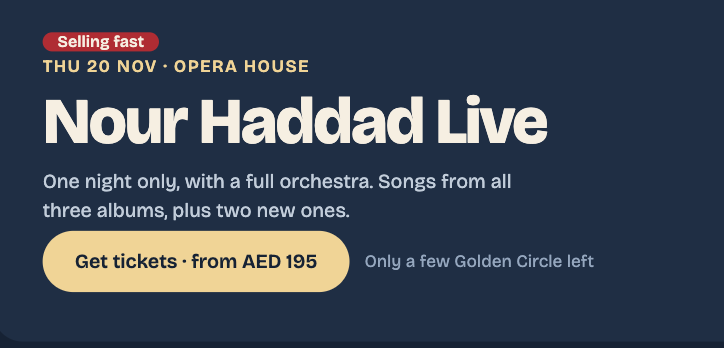 Selling fast
THU 20 NOV · OPERA HOUSE
Nour Haddad Live
One night only, with a full orchestra. Songs from all
three albums, plus two new ones.
Get tickets · from AED 195
Only a few Golden Circle left